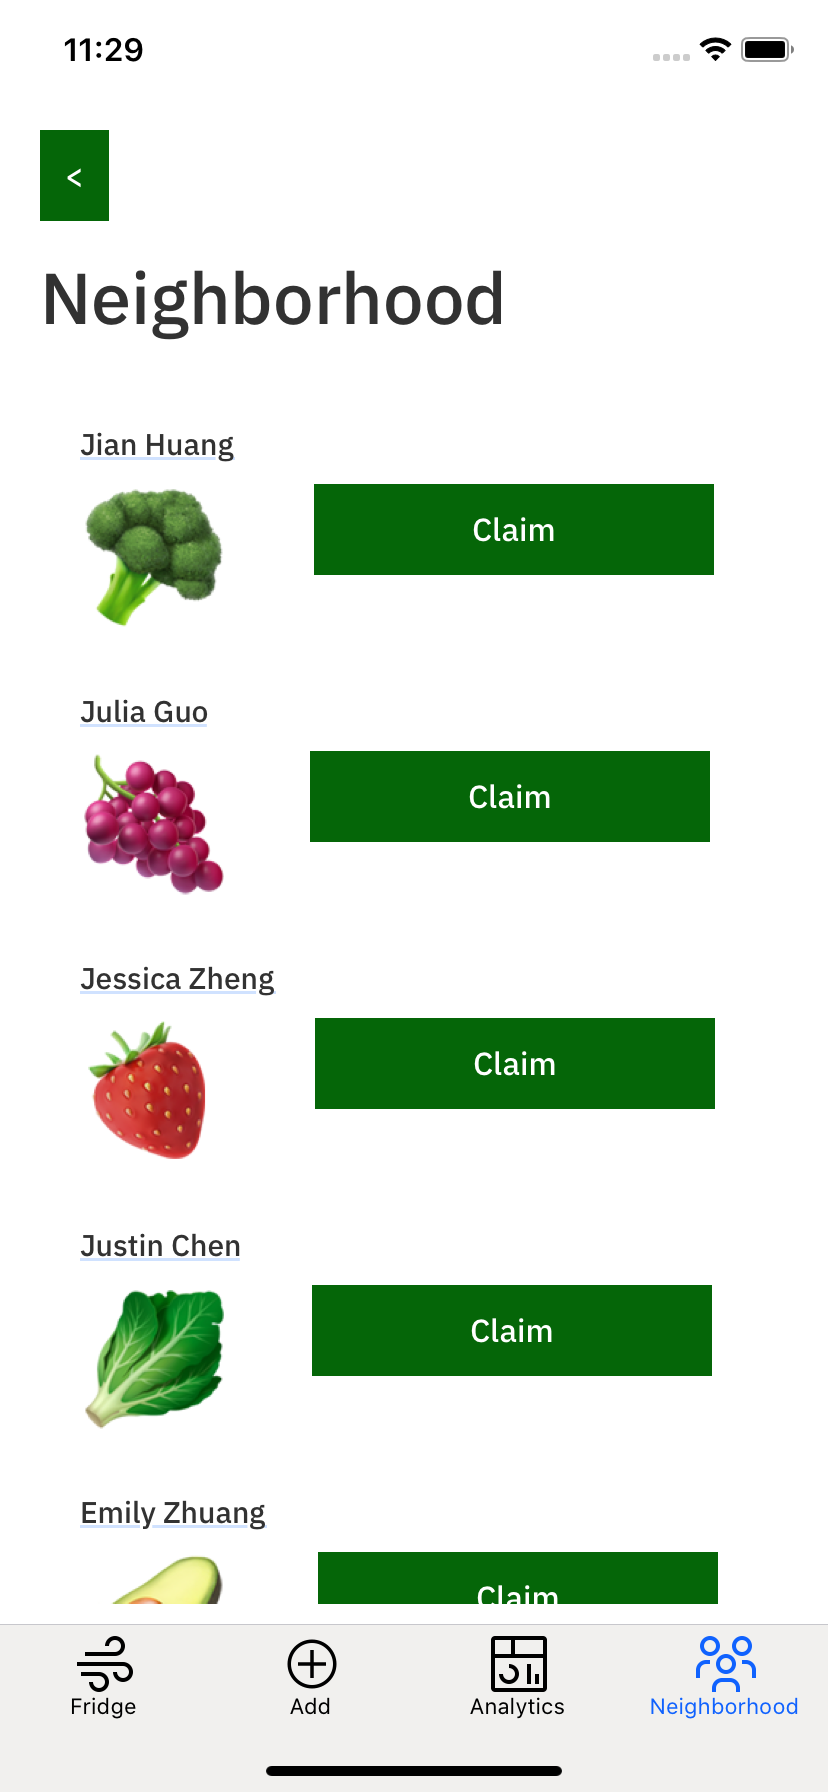 11:29
<
Neighborhood
Jian Huang
Claim
Julia Guo
Claim
Jessica Zheng
Claim
Justin Chen
Claim
Emily Zhuang
Claim
Fridge
Add
Analytics
Neighborhood